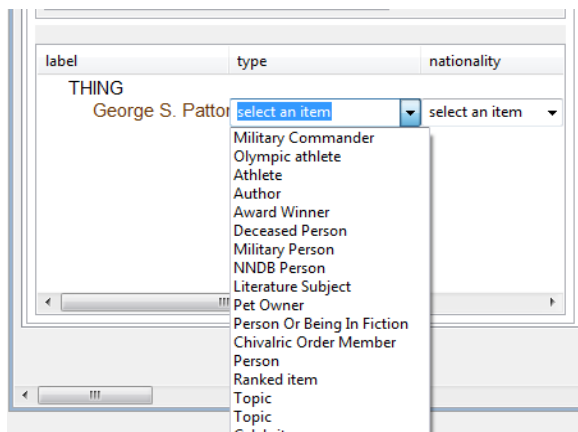 label type nationality
THING
George S. Patton select an item select an item
Military Commander
Olympic athlete
Athlete
Author
Award Winner
Deceased Person
Military Person
NNDB Person
Literature Subject
Pet Owner
Person Or Being In Fiction
Chivalric Order Member
Person
Ranked item
Topic
Topic